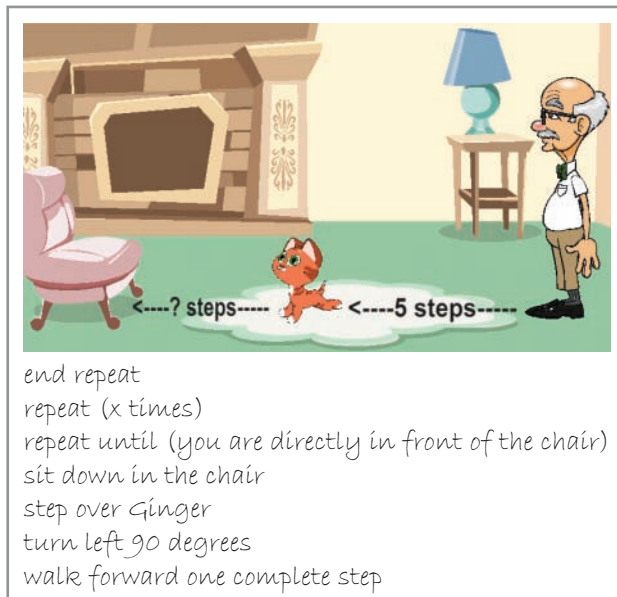 <----? steps-----
<----5 steps-----
end repeat
repeat (x times)
repeat until (you are directly in front of the chair)
sit down in the chair
step over Ginger
turn left 90 degrees
walk forward one complete step